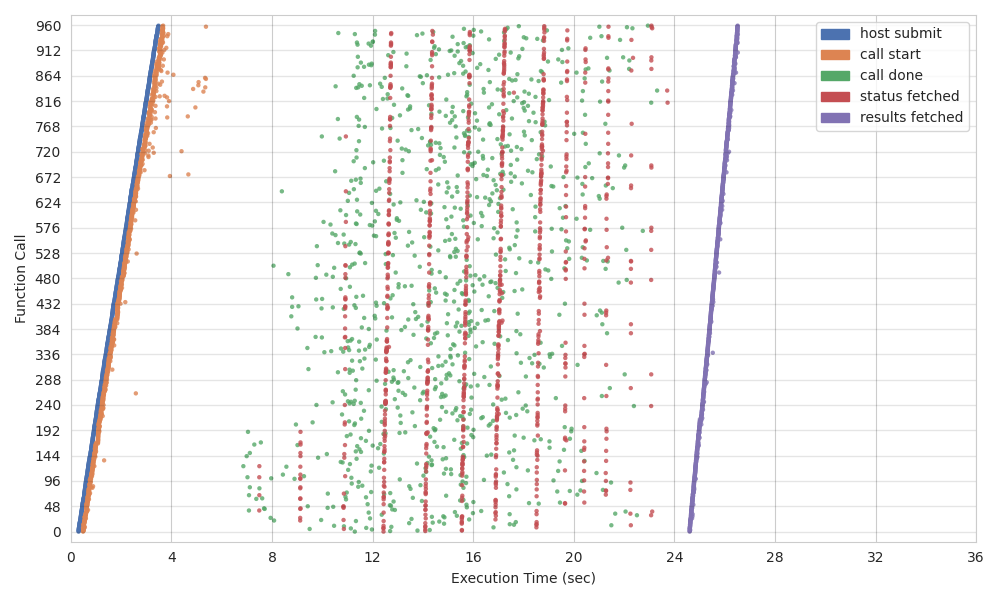 960
912
864
816
768
720
672
624
576
528
480
432
384
336
288
240
192
144
96
48
0
Function Call
0 4 8 12 16 20 24 28 32 36
Execution Time (sec)
host submit
call start
call done
status fetched
results fetched